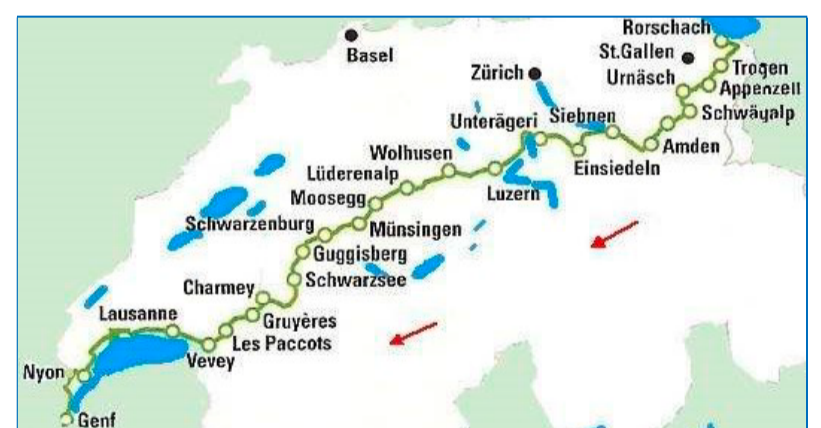 Rorschach
Basel
St.Gallen
Zürich
Trogen
Urnäsch
Appenzell
Unterägeri
Siebnen
Schwägalp
Wolhusen
Amden
Lüderenalp
Einsiedeln
Luzern
Moosegg
Schwarzenburg
Münsingen
Guggisberg
Schwarzsee
Charmey
Lausanne
Gruyères
Les Paccots
Vevey
Nyon
Genf